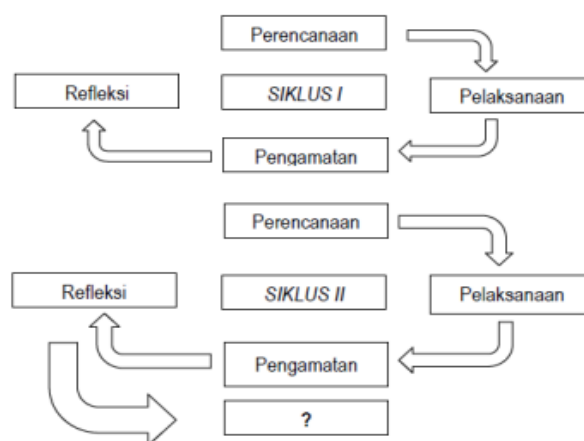 Perencanaan
Refleksi
SIKLUS I
Pelaksanaan
Pengamatan
Perencanaan
Refleksi
SIKLUS II
Pelaksanaan
Pengamatan
?